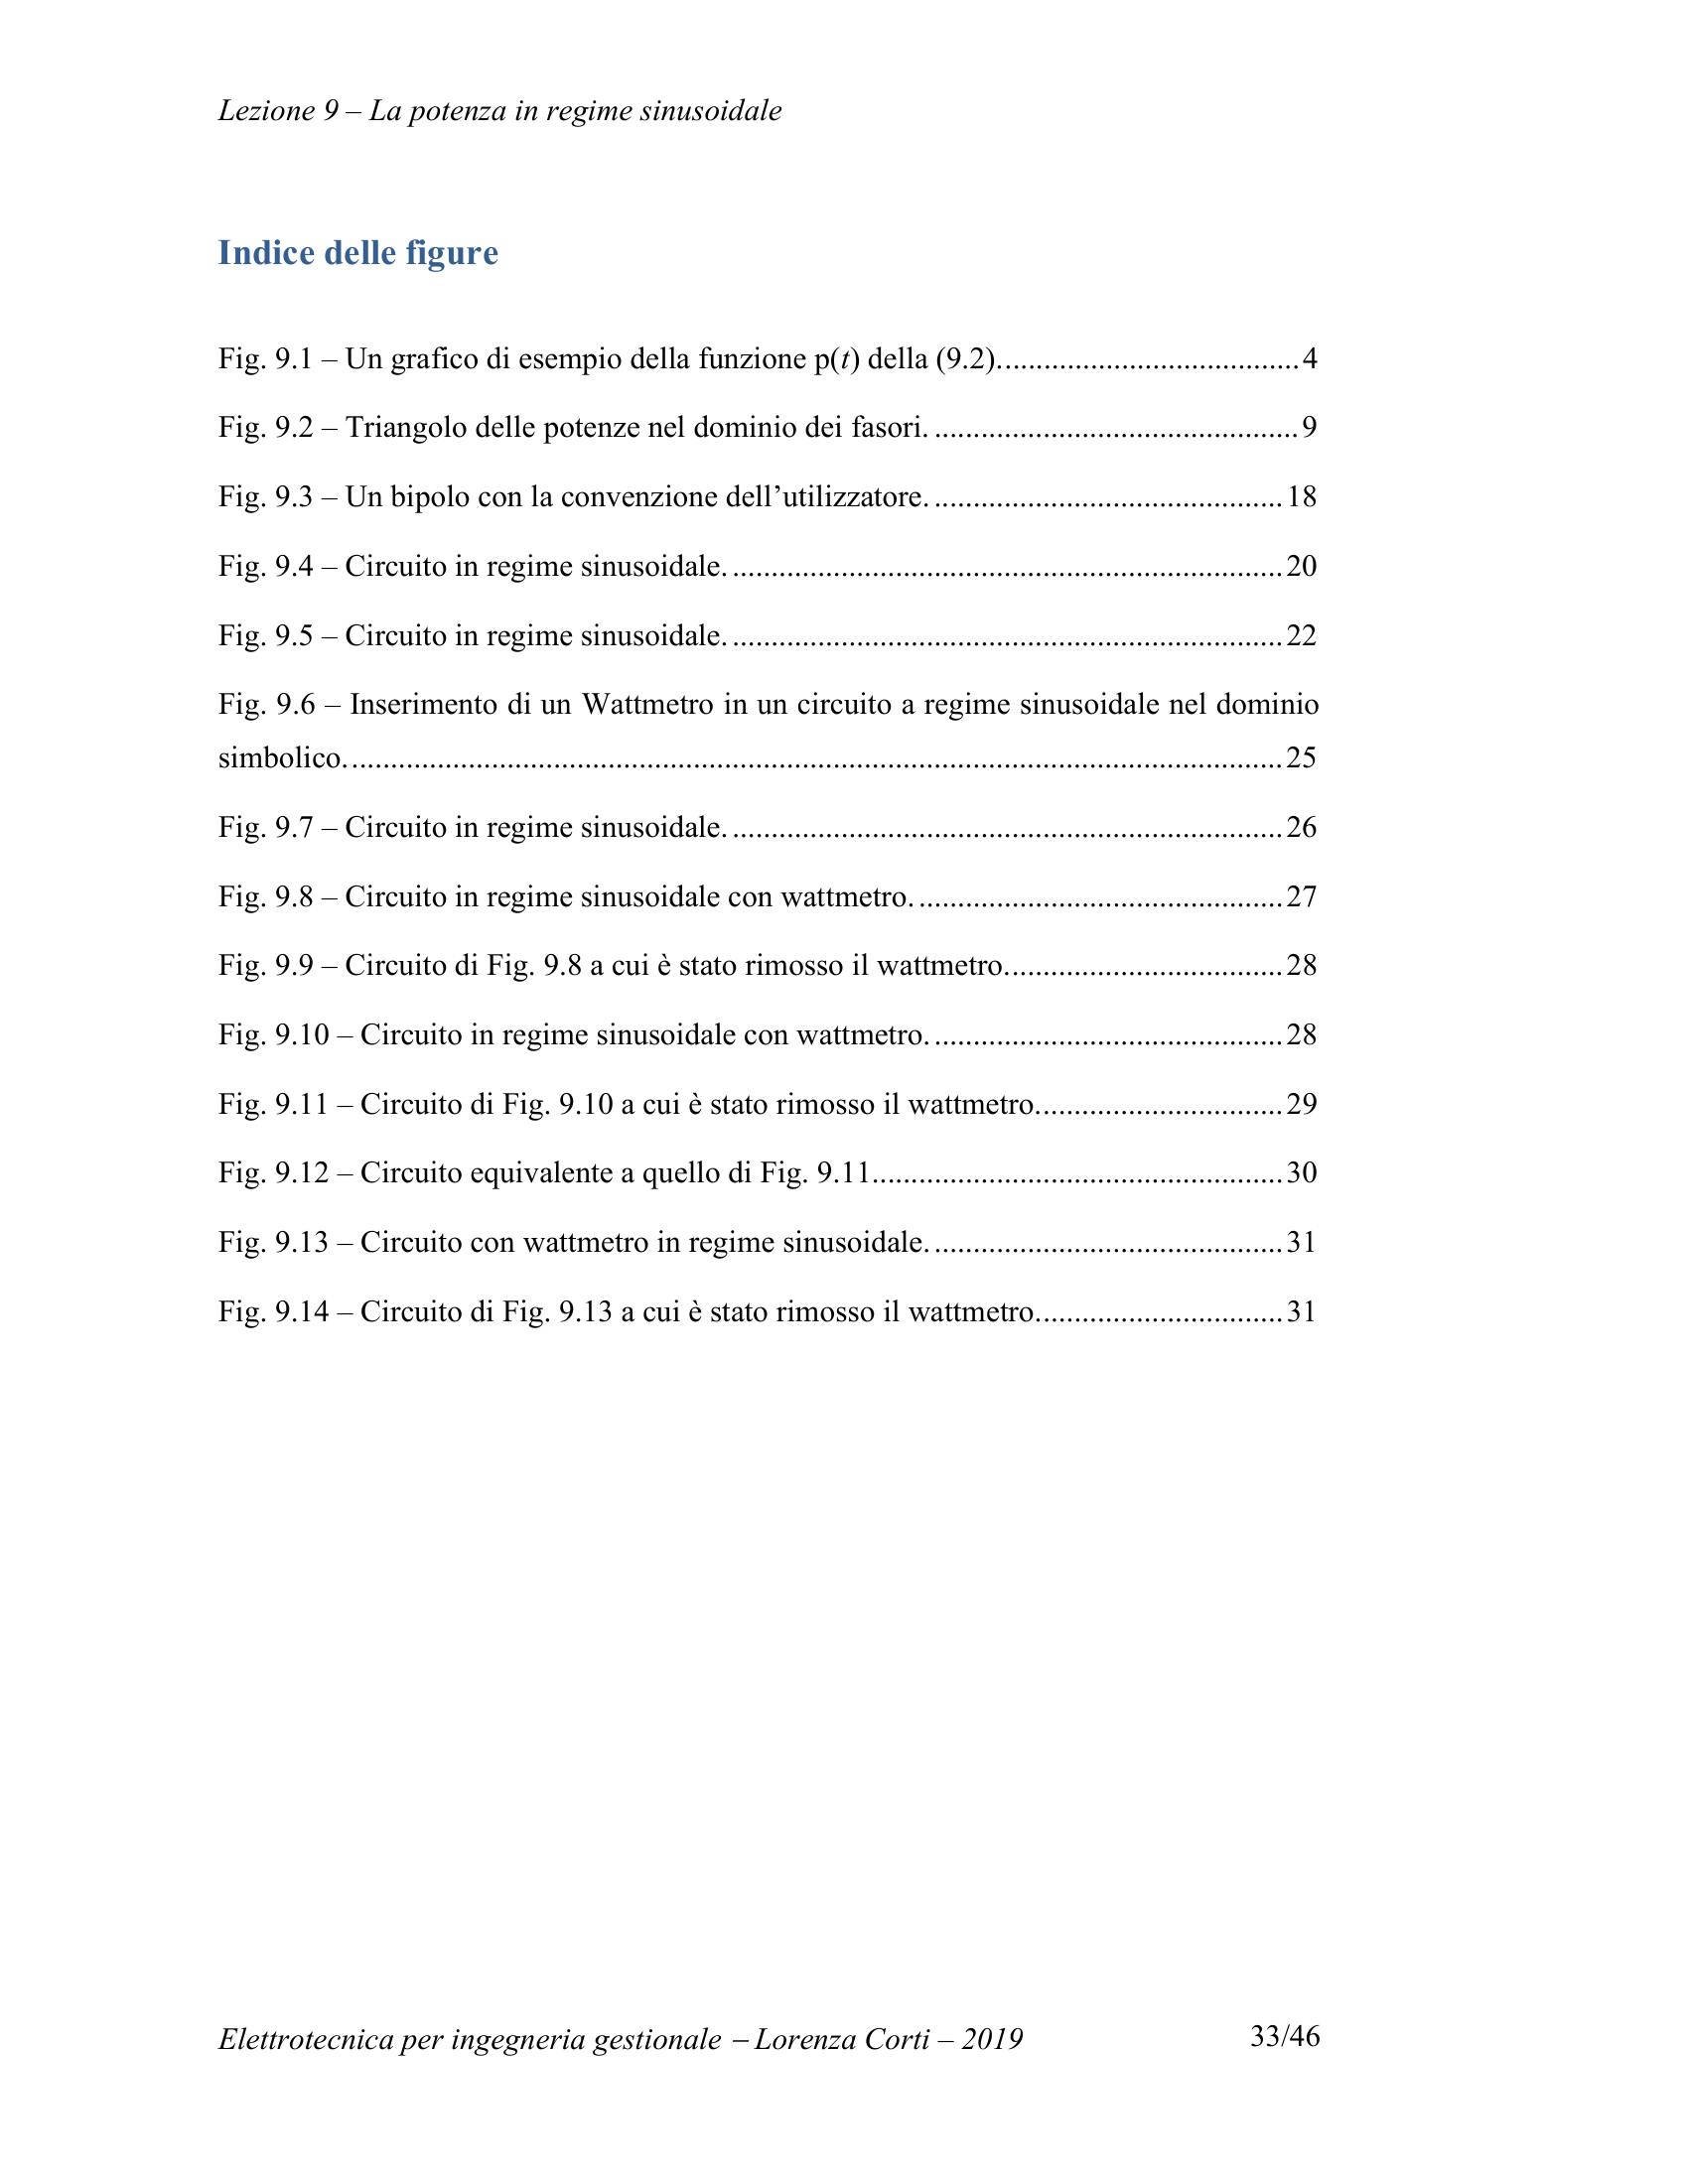 Lezione 9 – La potenza in regime sinusoidale
Indice delle figure
Fig. 9.1 – Un grafico di esempio della funzione p(t) della (9.2)......................................4
Fig. 9.2 – Triangolo delle potenze nel dominio dei fasori. ...............................................9
Fig. 9.3 – Un bipolo con la convenzione dell’utilizzatore. .............................................18
Fig. 9.4 – Circuito in regime sinusoidale. .......................................................................20
Fig. 9.5 – Circuito in regime sinusoidale. .......................................................................22
Fig. 9.6 – Inserimento di un Wattmetro in un circuito a regime sinusoidale nel dominio
simbolico.........................................................................................................................25
Fig. 9.7 – Circuito in regime sinusoidale. .......................................................................26
Fig. 9.8 – Circuito in regime sinusoidale con wattmetro. ...............................................27
Fig. 9.9 – Circuito di Fig. 9.8 a cui è stato rimosso il wattmetro....................................28
Fig. 9.10 – Circuito in regime sinusoidale con wattmetro. .............................................28
Fig. 9.11 – Circuito di Fig. 9.10 a cui è stato rimosso il wattmetro................................29
Fig. 9.12 – Circuito equivalente a quello di Fig. 9.11.....................................................30
Fig. 9.13 – Circuito con wattmetro in regime sinusoidale. .............................................31
Fig. 9.14 – Circuito di Fig. 9.13 a cui è stato rimosso il wattmetro................................31
Elettrotecnica per ingegneria gestionale – Lorenza Corti – 2019 33/46